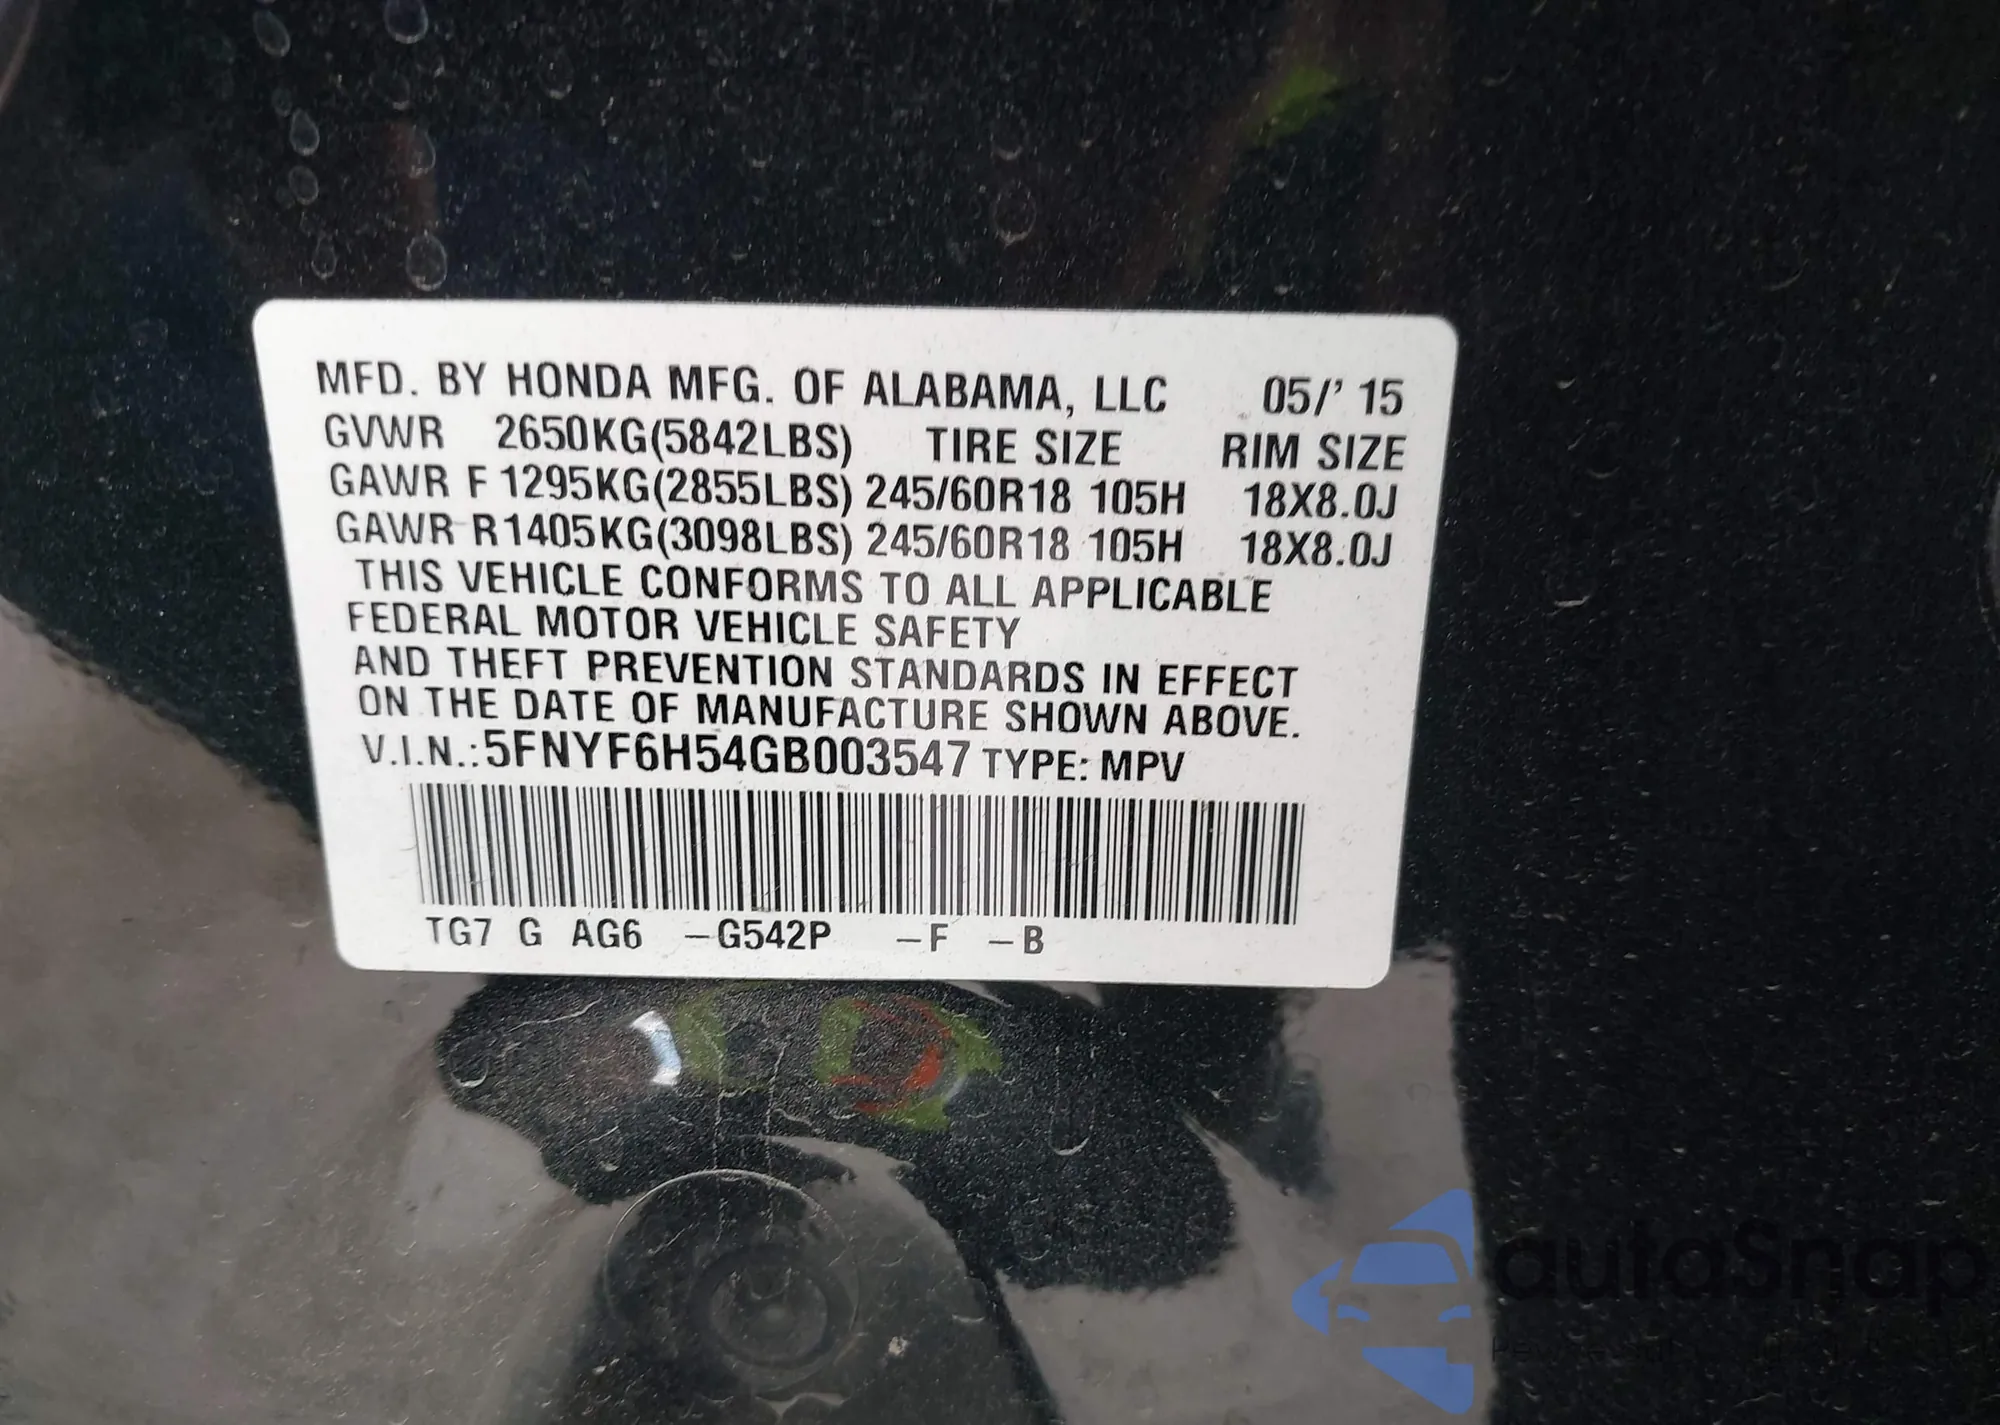 MFD. BY HONDA MFG. OF ALABAMA, LLC 05/' 15
GVWR 2650KG(5842LBS) TIRE SIZE RIM SIZE
GAWR F 1295KG(2855LBS) 245/60R18 105H 18X8.0J
GAWR R 1405KG(3098LBS) 245/60R18 105H 18X8.0J
THIS VEHICLE CONFORMS TO ALL APPLICABLE
FEDERAL MOTOR VEHICLE SAFETY
AND THEFT PREVENTION STANDARDS IN EFFECT
ON THE DATE OF MANUFACTURE SHOWN ABOVE.
V.I.N.:5FNYF6H54GB003547 TYPE: MPV
TG7 G AG6 -G542P -F -B
autoSnap